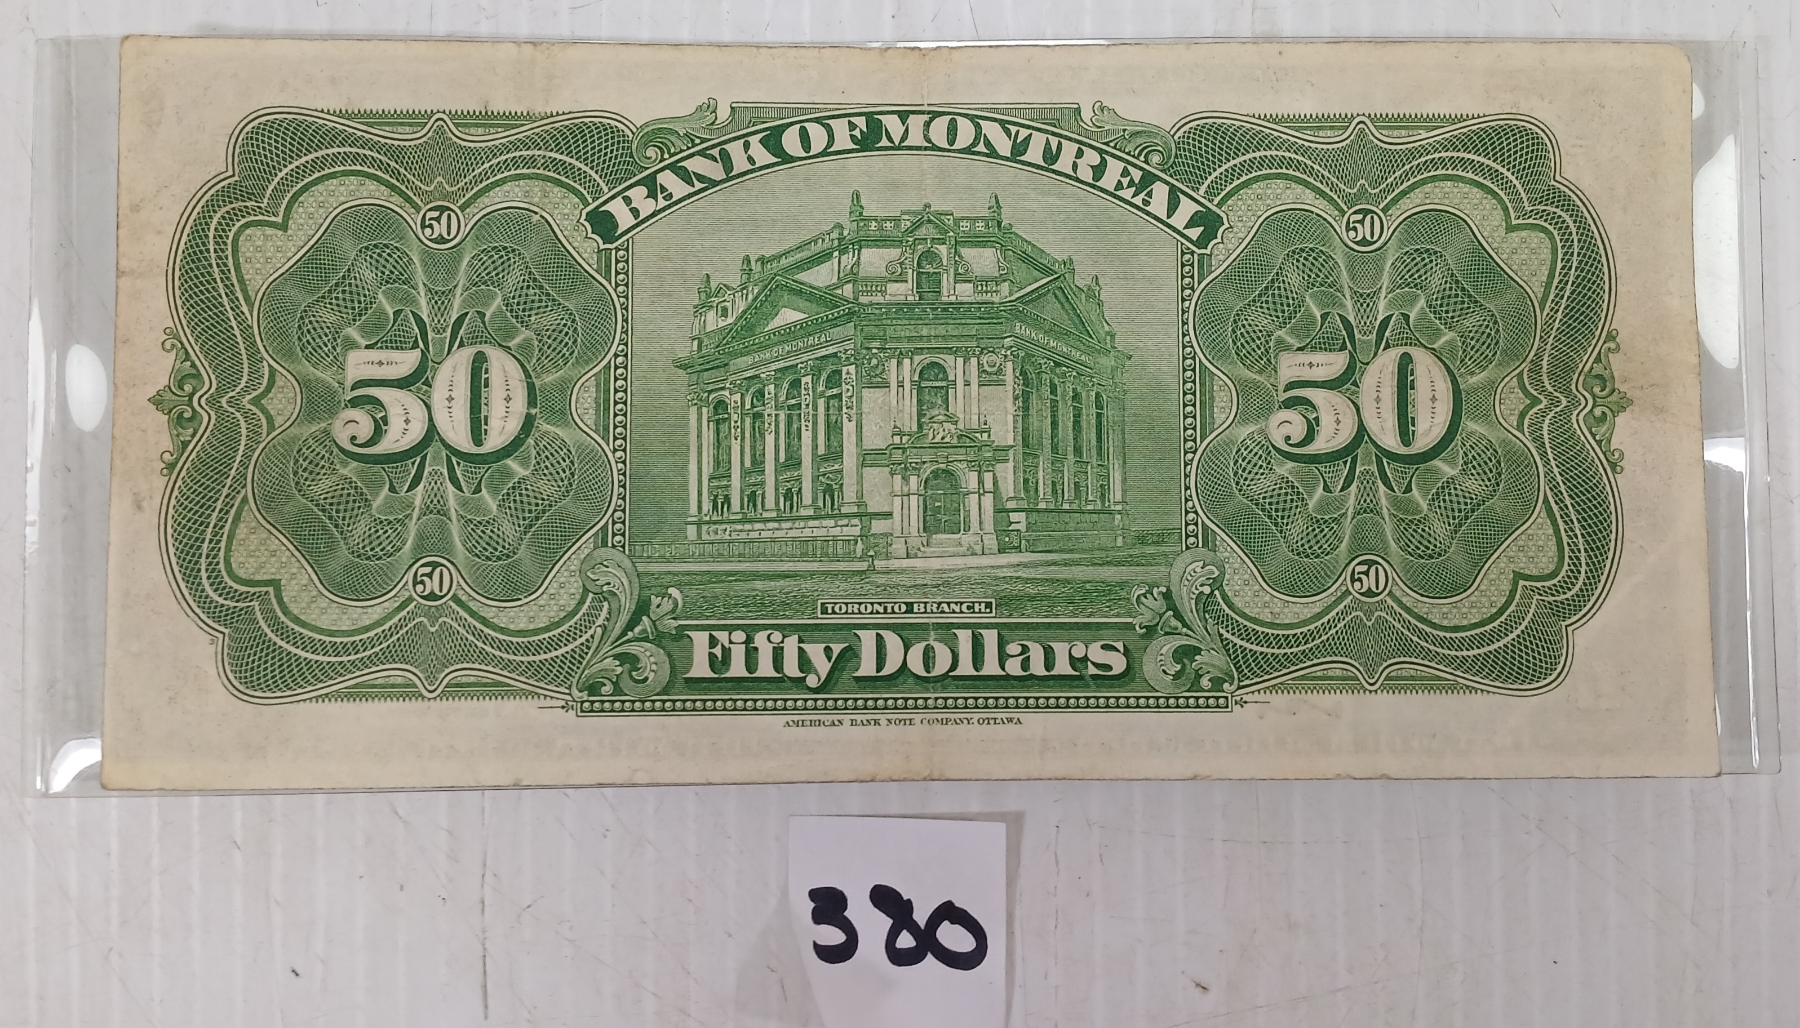 BANK OF MONTREAL
50 50
BANK OF MONTREAL BANK OF MONTREAL
50 50
50 50
TORONTO BRANCH.
Fifty Dollars
AMERICAN BANK NOTE COMPANY. OTTAWA
380